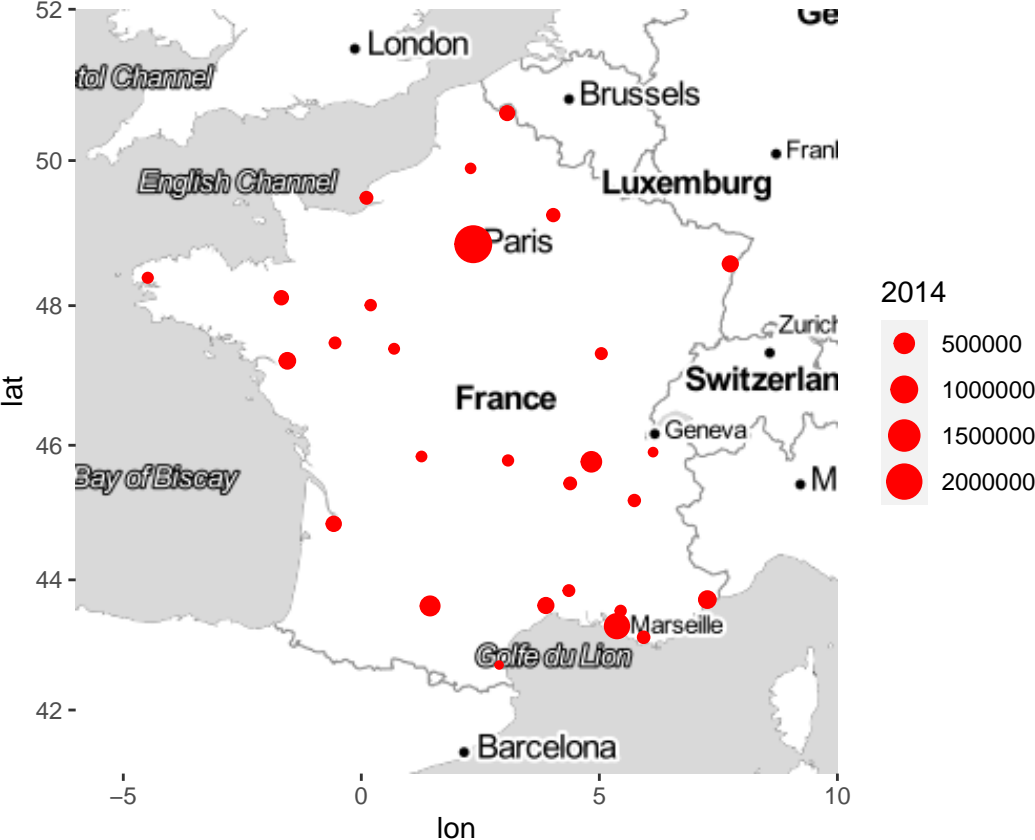 52
Ge
London
tol Channel
Brussels
50
Franl
English Channel
Luxemburg
Paris
2014
48
Zurich
500000
lat
Switzerlan
1000000
France
46
Geneva
1500000
Bay of Biscay
M
2000000
44
Marseille
Golfe du Lion
42
Barcelona
−5
0
5
10
lon